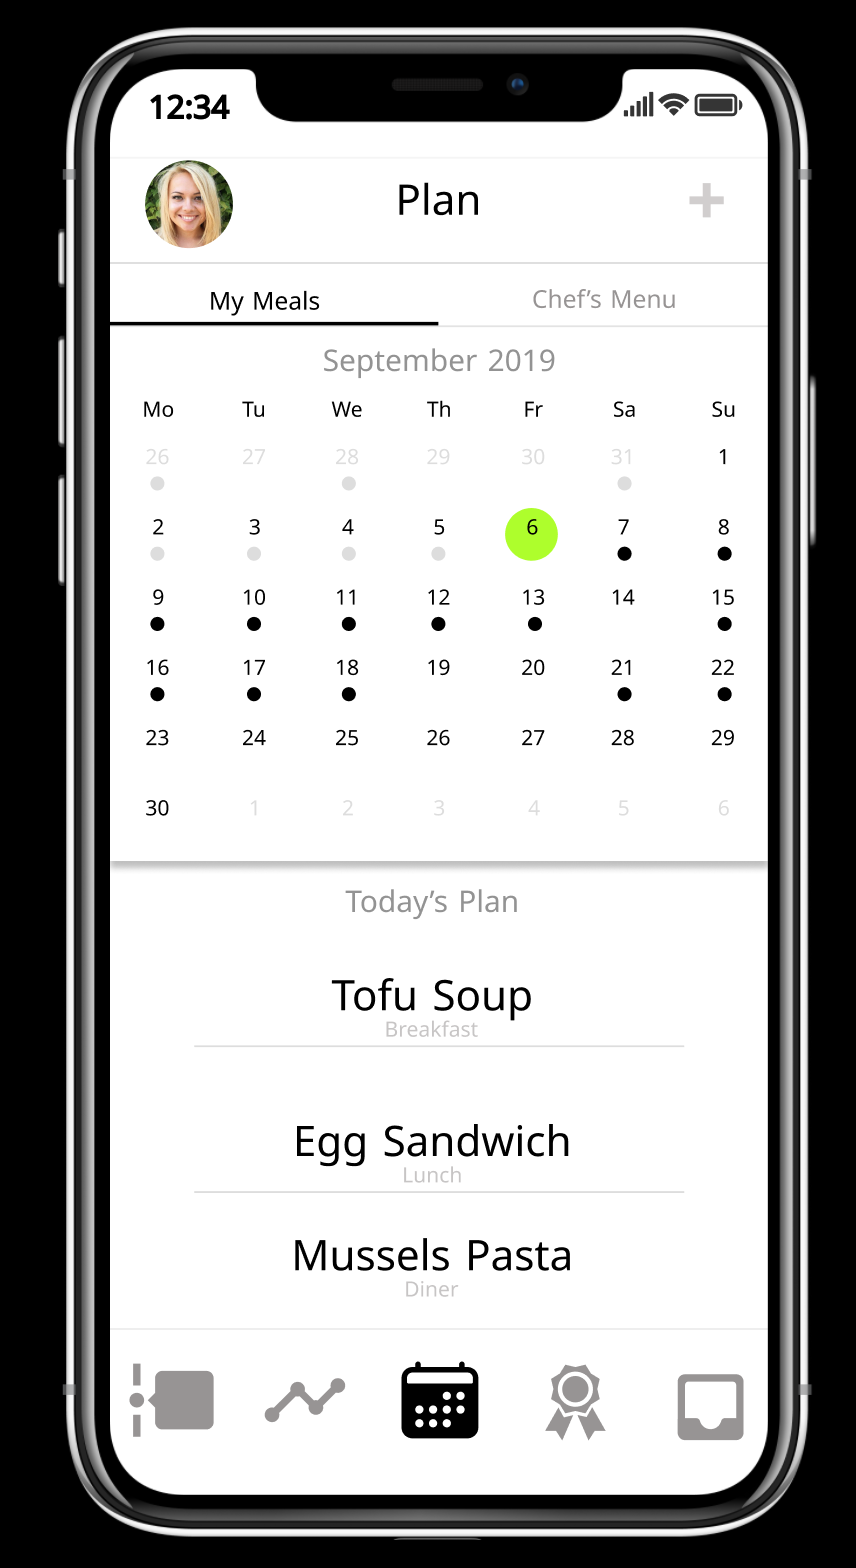 12:34
Plan
My Meals Chef's Menu
September 2019
Mo Tu We Th Fr Sa Su
26 27 28 29 30 31 1
2 3 4 5 6 7 8
9 10 11 12 13 14 15
16 17 18 19 20 21 22
23 24 25 26 27 28 29
30 1 2 3 4 5 6
Today's Plan
Tofu Soup
Breakfast
Egg Sandwich
Lunch
Mussels Pasta
Diner